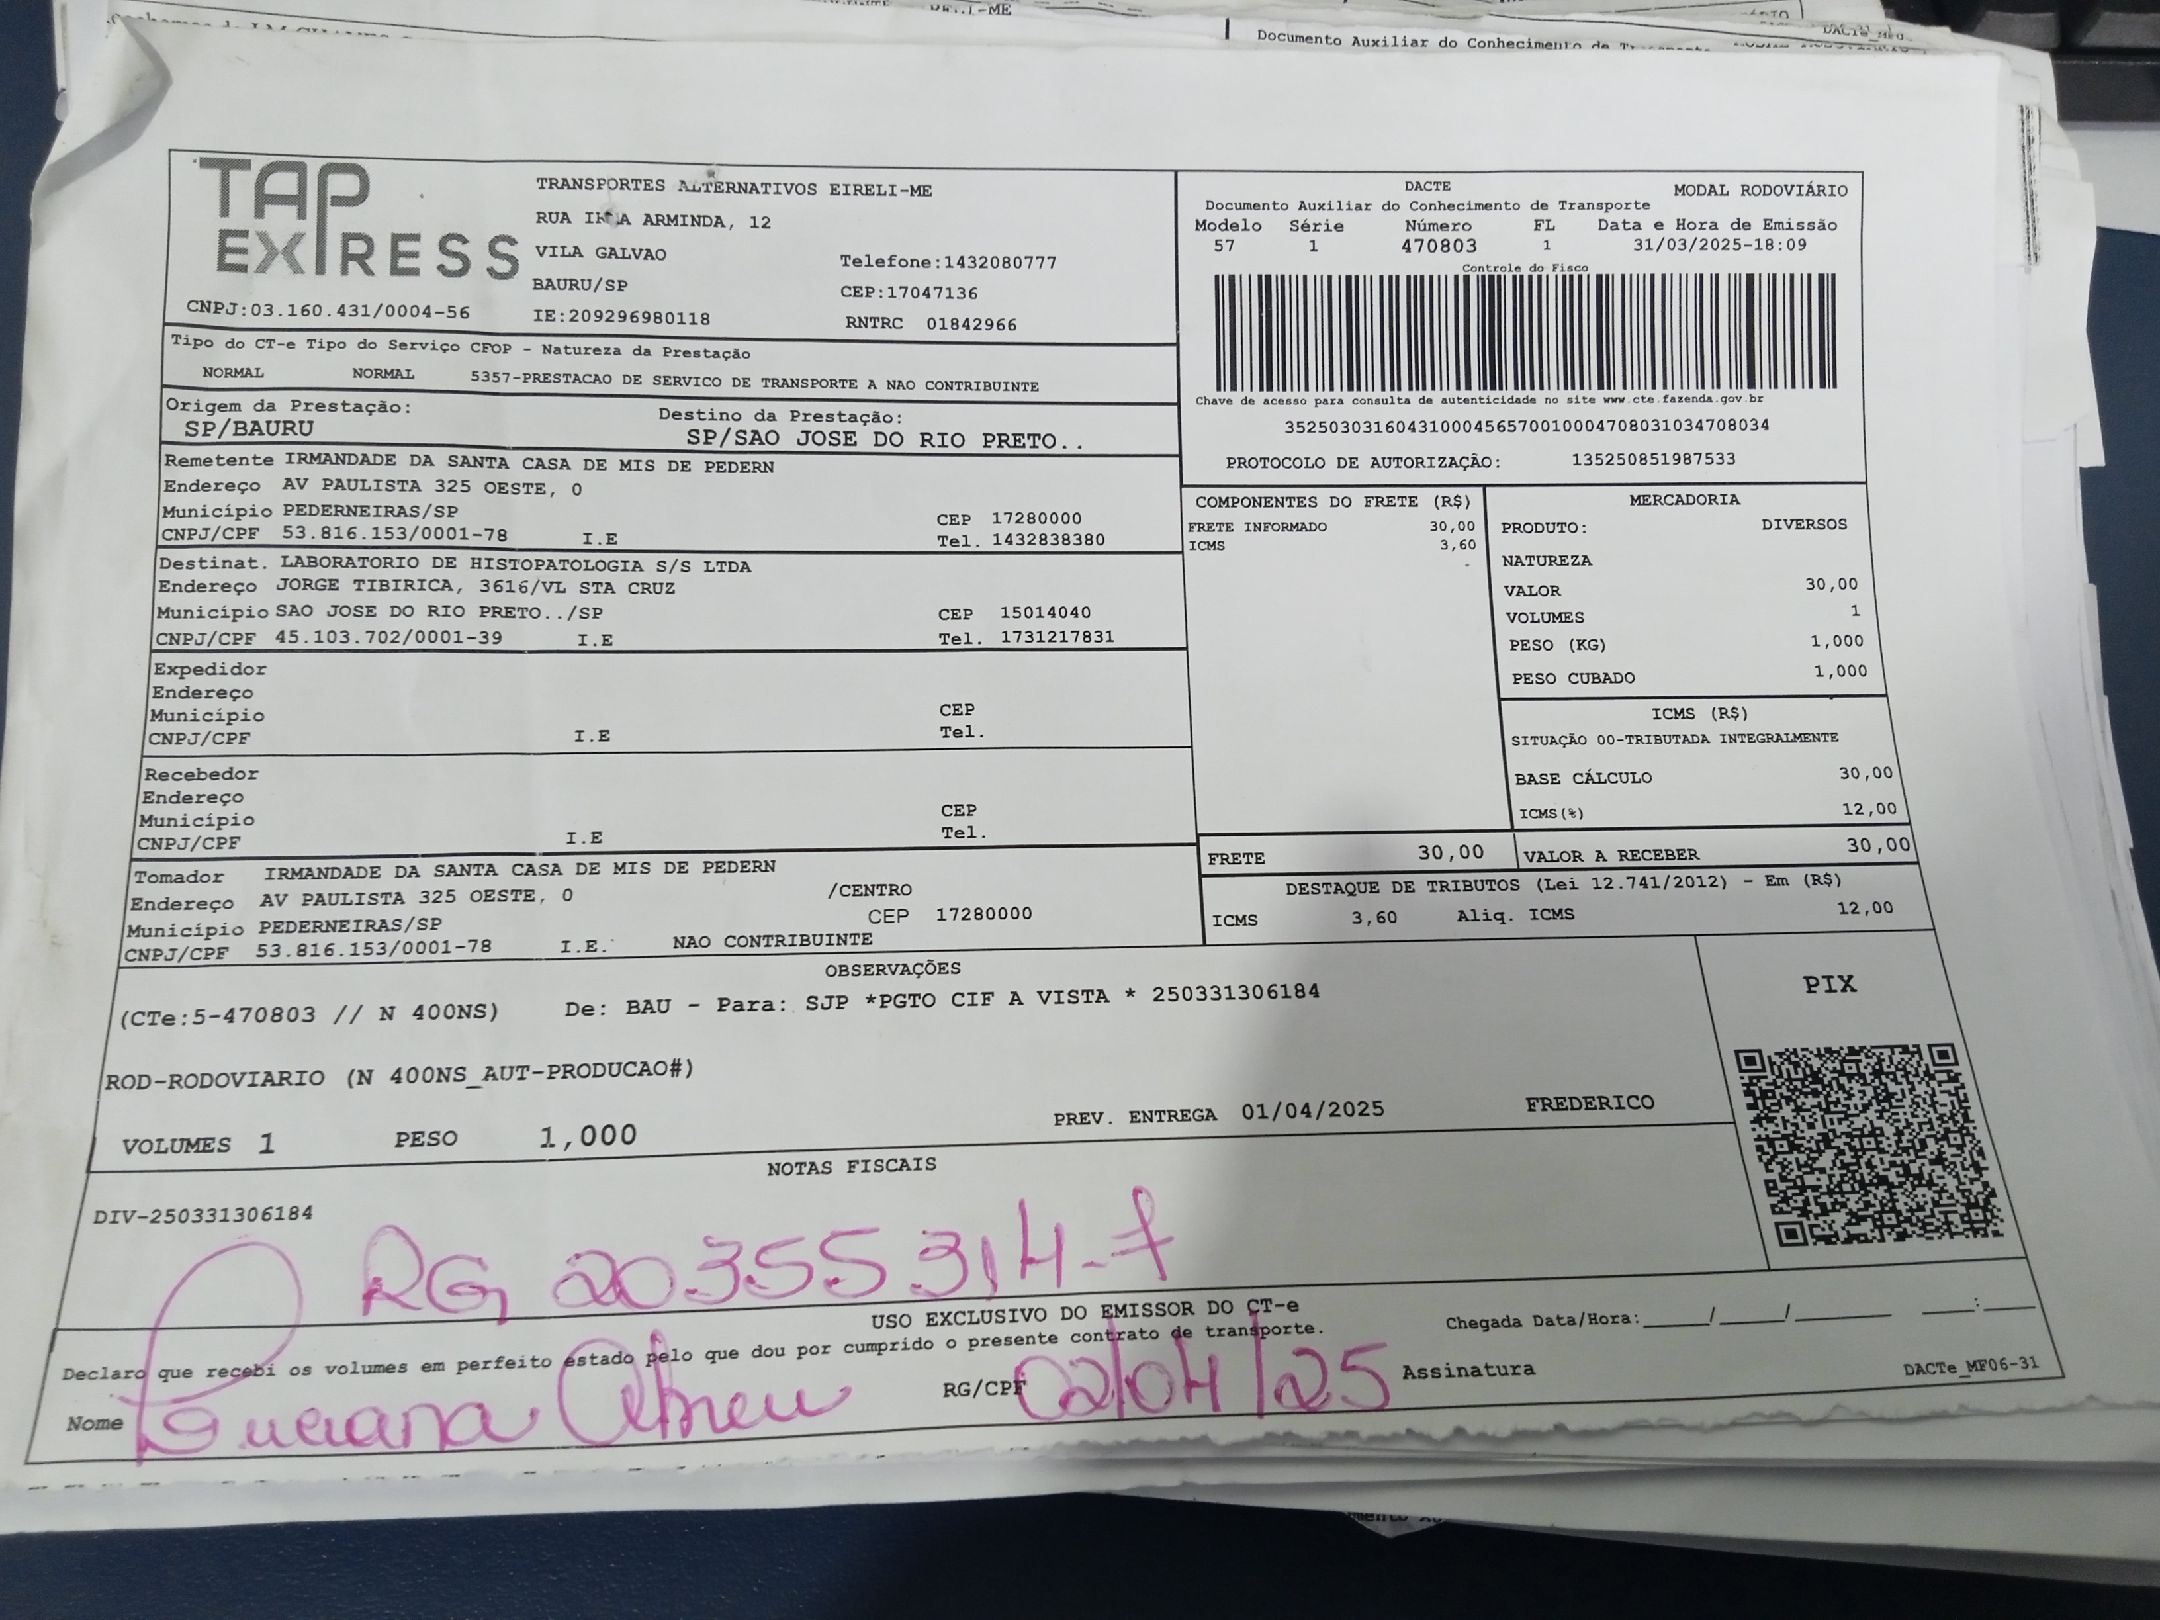 TAP
EXPRESS
CNPJ:03.160.431/0004-56
TRANSPORTES ALTERNATIVOS EIRELI-ME
RUA ARMINDA, 12
VILA GALVAO
BAURU/SP
IE:209296980118
Telefone:1432080777
CEP:17047136
RNTRC 01842966
DACTE
MODAL RODOVIÁRIO
Documento Auxiliar do Conhecimento de Transporte
Modelo Série Número FL Data e Hora de Emissão
57 1 470803 1 31/03/2025-18:09
Controle do Fisco
Chave de acesso para consulta de autenticidade no site www.cte.fazenda.gov.br
35250303160431000456570010004708031034708034
PROTOCOLO DE AUTORIZAÇÃO: 135250851987533
Tipo do CT-e Tipo do Serviço CFOP - Natureza da Prestação
NORMAL NORMAL 5357-PRESTACAO DE SERVICO DE TRANSPORTE A NAO CONTRIBUINTE
Origem da Prestação: Destino da Prestação:
SP/BAURU SP/SAO JOSE DO RIO PRETO..
Remetente IRMANDADE DA SANTA CASA DE MIS DE PEDERN
Endereço AV PAULISTA 325 OESTE, 0
Município PEDERNEIRAS/SP CEP 17280000
CNPJ/CPF 53.816.153/0001-78 I.E Tel. 1432838380
Destinat. LABORATORIO DE HISTOPATOLOGIA S/S LTDA
Endereço JORGE TIBIRICA, 3616/VL STA CRUZ
Município SAO JOSE DO RIO PRETO../SP CEP 15014040
CNPJ/CPF 45.103.702/0001-39 I.E Tel. 1731217831
Expedidor
Endereço
Município CEP
CNPJ/CPF I.E Tel.
Recebedor
Endereço
Município CEP
CNPJ/CPF I.E Tel.
Tomador IRMANDADE DA SANTA CASA DE MIS DE PEDERN
Endereço AV PAULISTA 325 OESTE, 0 /CENTRO
Município PEDERNEIRAS/SP CEP 17280000
CNPJ/CPF 53.816.153/0001-78 I.E. NAO CONTRIBUINTE
COMPONENTES DO FRETE (R$)
FRETE INFORMADO 30,00
ICMS 3,60
MERCADORIA
PRODUTO: DIVERSOS
NATUREZA
VALOR 30,00
VOLUMES 1
PESO (KG) 1,000
PESO CUBADO 1,000
ICMS (R$)
SITUAÇÃO 00-TRIBUTADA INTEGRALMENTE
BASE CÁLCULO 30,00
ICMS(%) 12,00
FRETE 30,00 VALOR A RECEBER 30,00
DESTAQUE DE TRIBUTOS (Lei 12.741/2012) - Em (R$)
ICMS 3,60 Aliq. ICMS 12,00
OBSERVAÇÕES
(CTe:5-470803 // N 400NS) De: BAU - Para: SJP *PGTO CIF A VISTA * 250331306184
ROD-RODOVIARIO (N 400NS_AUT-PRODUCAO#)
VOLUMES 1 PESO 1,000 PREV. ENTREGA 01/04/2025 FREDERICO
PIX
NOTAS FISCAIS
DIV-250331306184
RG 20355314-7
USO EXCLUSIVO DO EMISSOR DO CT-e
Declaro que recebi os volumes em perfeito estado pelo que dou por cumprido o presente contrato de transporte.
Chegada Data/Hora:____/____/______ ___:___
Nome Luciana Abreu RG/CPF 02/04/25 Assinatura
DACTe_MF06-31